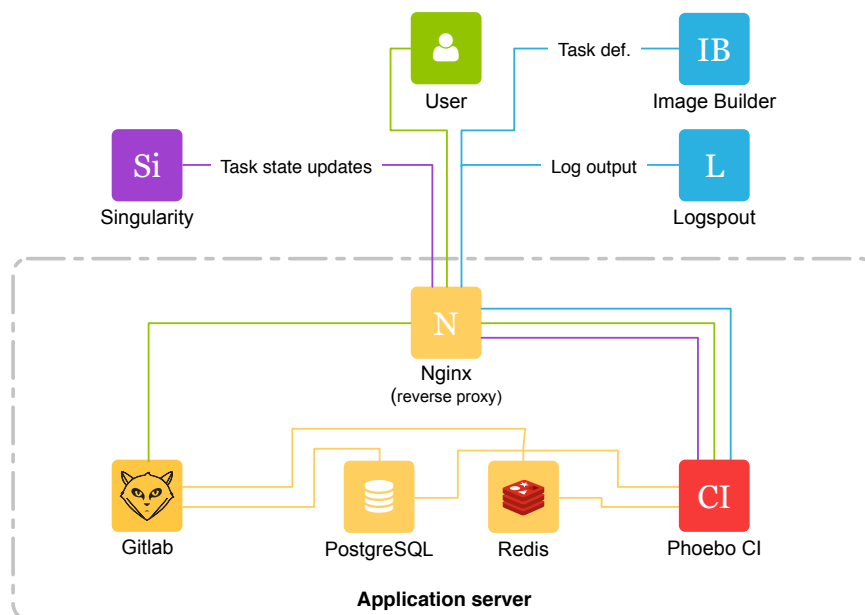 Task def.
IB
User
Image Builder
Si
Task state updates
Log output
L
Singularity
Logspout
N
Nginx
(reverse proxy)
CI
Gitlab
PostgreSQL
Redis
Phoebo CI
Application server